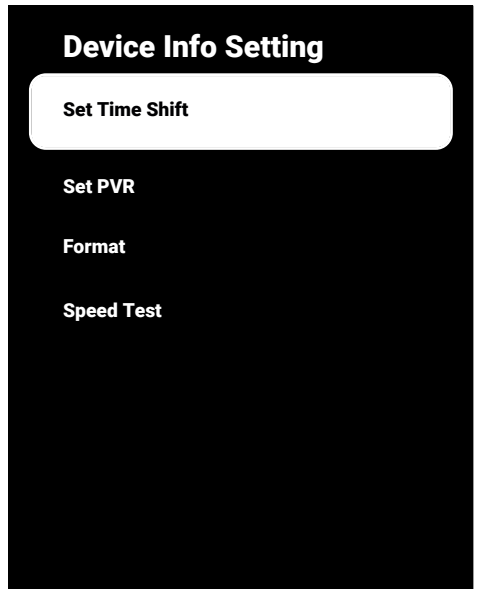 Device Info Setting
Set Time Shift
Set PVR
Format
Speed Test